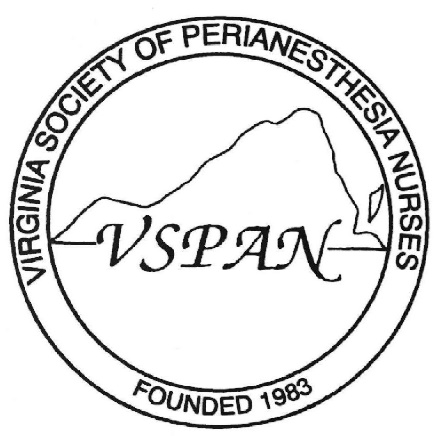 VIRGINIA SOCIETY OF PERIANESTHESIA NURSES
VSPAN
FOUNDED 1983